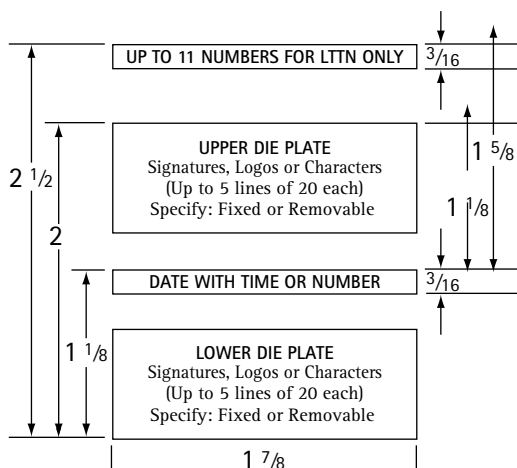 UP TO 11 NUMBERS FOR LTTN ONLY
3/16
UPPER DIE PLATE
Signatures, Logos or Characters
(Up to 5 lines of 20 each)
Specify: Fixed or Removable
1 5/8
2 1/2
1 1/8
2
DATE WITH TIME OR NUMBER
3/16
1 1/8
LOWER DIE PLATE
Signatures, Logos or Characters
(Up to 5 lines of 20 each)
Specify: Fixed or Removable
1 7/8